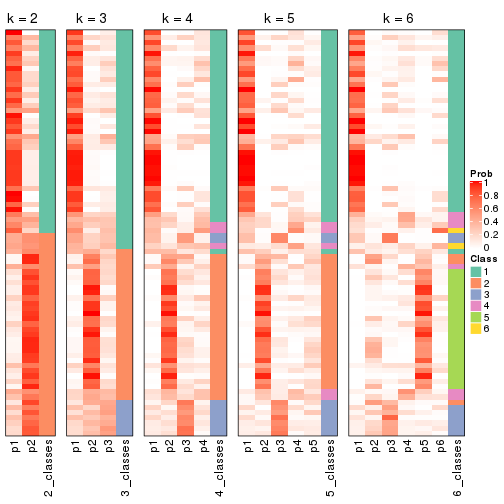 k = 2
k = 3
k = 4
k = 5
k = 6
p1
p2
2_classes
p1
p2
p3
3_classes
p1
p2
p3
p4
4_classes
p1
p2
p3
p4
p5
5_classes
p1
p2
p3
p4
p5
p6
6_classes
Prob
1
0.8
0.6
0.4
0.2
0
Class
1
2
3
4
5
6